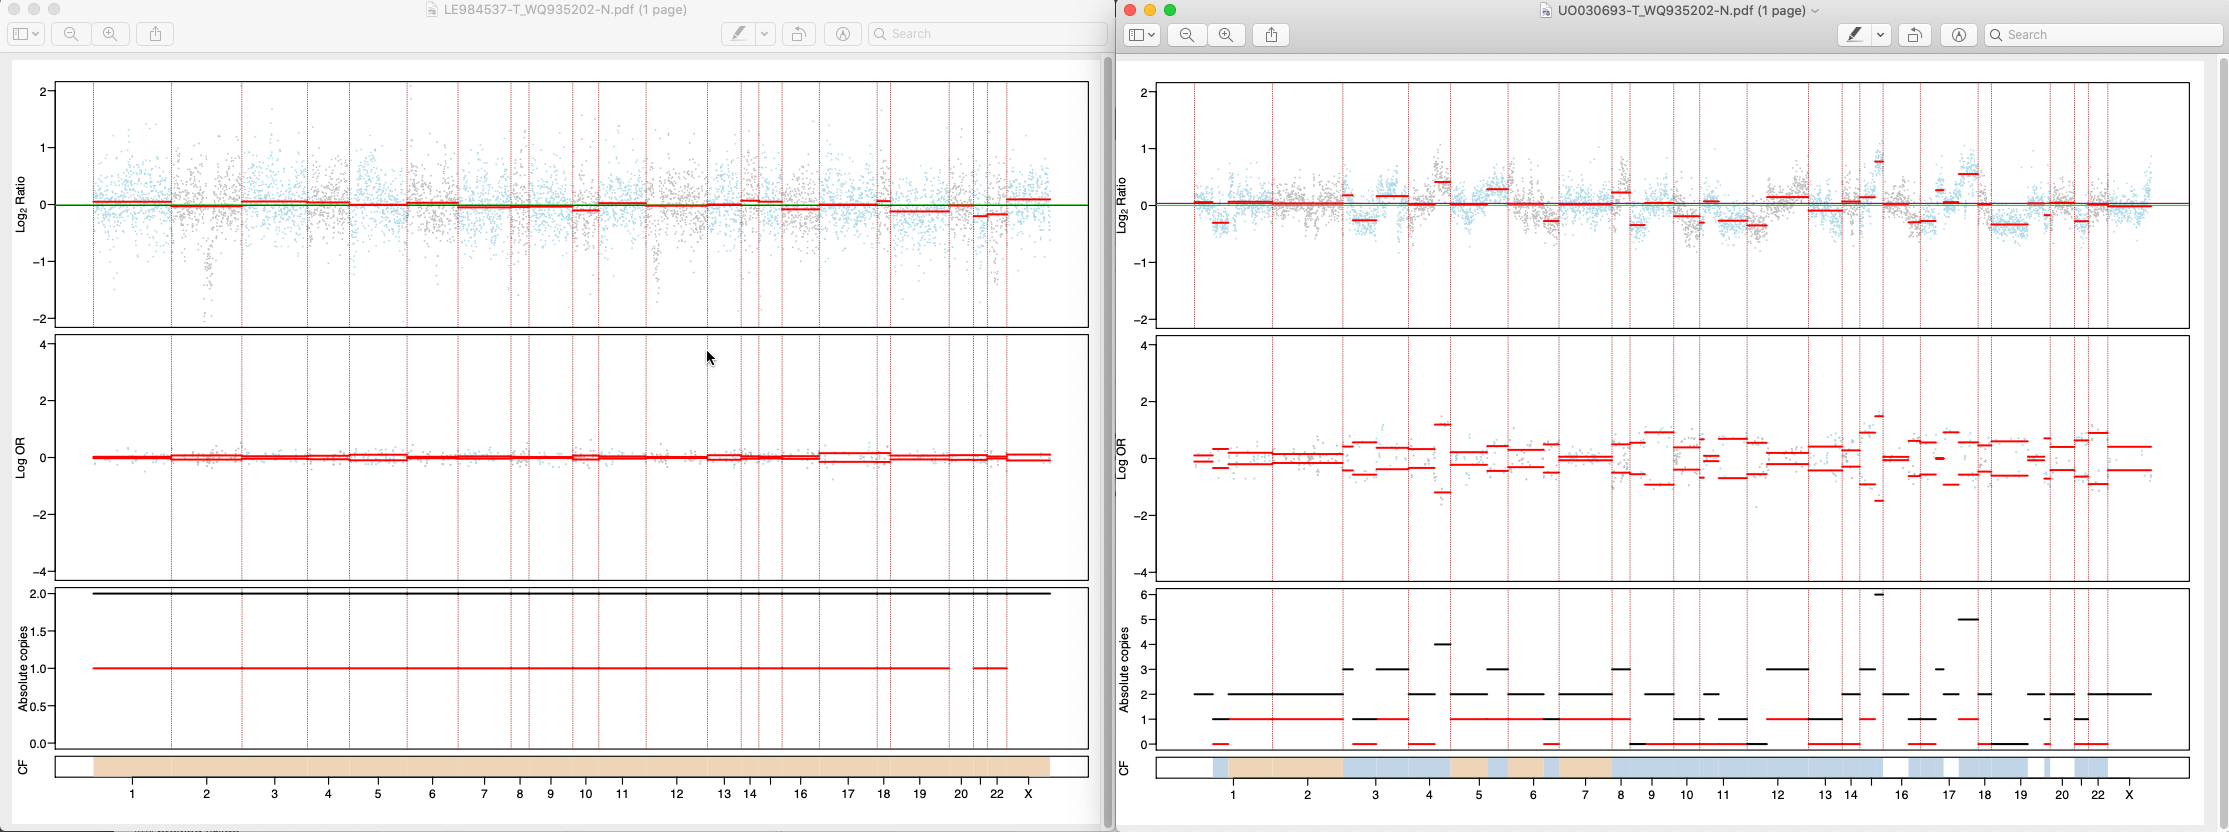 LE984537-T_WQ935202-N.pdf (1 page)
Search
2
1
0
−1
−2
Log2 Ratio
4
2
0
−2
−4
Log OR
2.0
1.5
1.0
0.5
0.0
Absolute copies
CF
1 2 3 4 5 6 7 8 9 10 11 12 13 14 16 17 18 19 20 22 X
UO030693-T_WQ935202-N.pdf (1 page)
Search
2
1
0
−1
−2
Log2 Ratio
4
2
0
−2
−4
Log OR
6
5
4
3
2
1
0
Absolute copies
CF
1 2 3 4 5 6 7 8 9 10 11 12 13 14 16 17 18 19 20 22 X